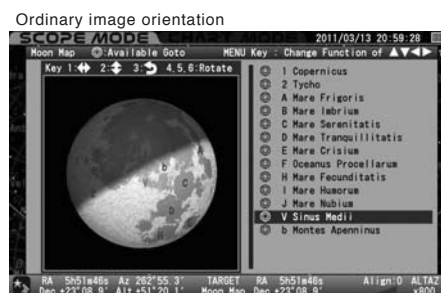 Ordinary image orientation
SCOPE MODE CHART MODE 2011/03/13 20:59:28
Moon Map :Available Goto MENU Key : Change Function of ▲▼◀▶
Key 1: 2: 3: 4,5,6:Rotate
1 Copernicus
2 Tycho
A Mare Frigoris
B Mare Imbrium
C Mare Serenitatis
D Mare Tranquillitatis
E Mare Crisium
F Oceanus Procellarum
H Mare Fecunditatis
I Mare Humorum
J Mare Nubium
V Sinus Medii
b Montes Apenninus
A
b
C
D
H
RA 5h51m46s Az 262°55.3' TARGET RA 5h51m46s Align:0 ALTAZ
Dec +23°08.9' Alt +51°20.1' Moon Map Dec +23°08.9' x800